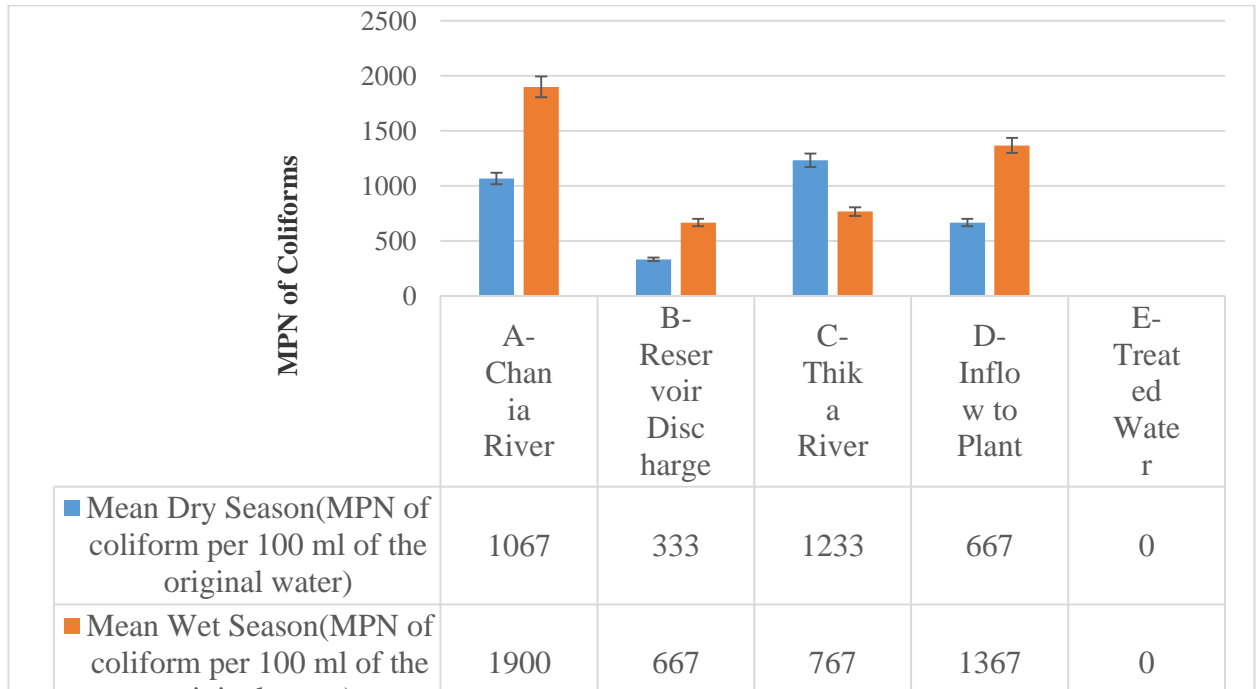 2500
2000
1500
1000
500
0
MPN of Coliforms
A-
Chan
ia
River
B-
Reser
voir
Disc
harge
C-
Thik
a
River
D-
Inflo
w to
Plant
E-
Treat
ed
Wate
r
Mean Dry Season(MPN of
coliform per 100 ml of the
original water)
1067 333 1233 667 0
Mean Wet Season(MPN of
coliform per 100 ml of the
1900 667 767 1367 0